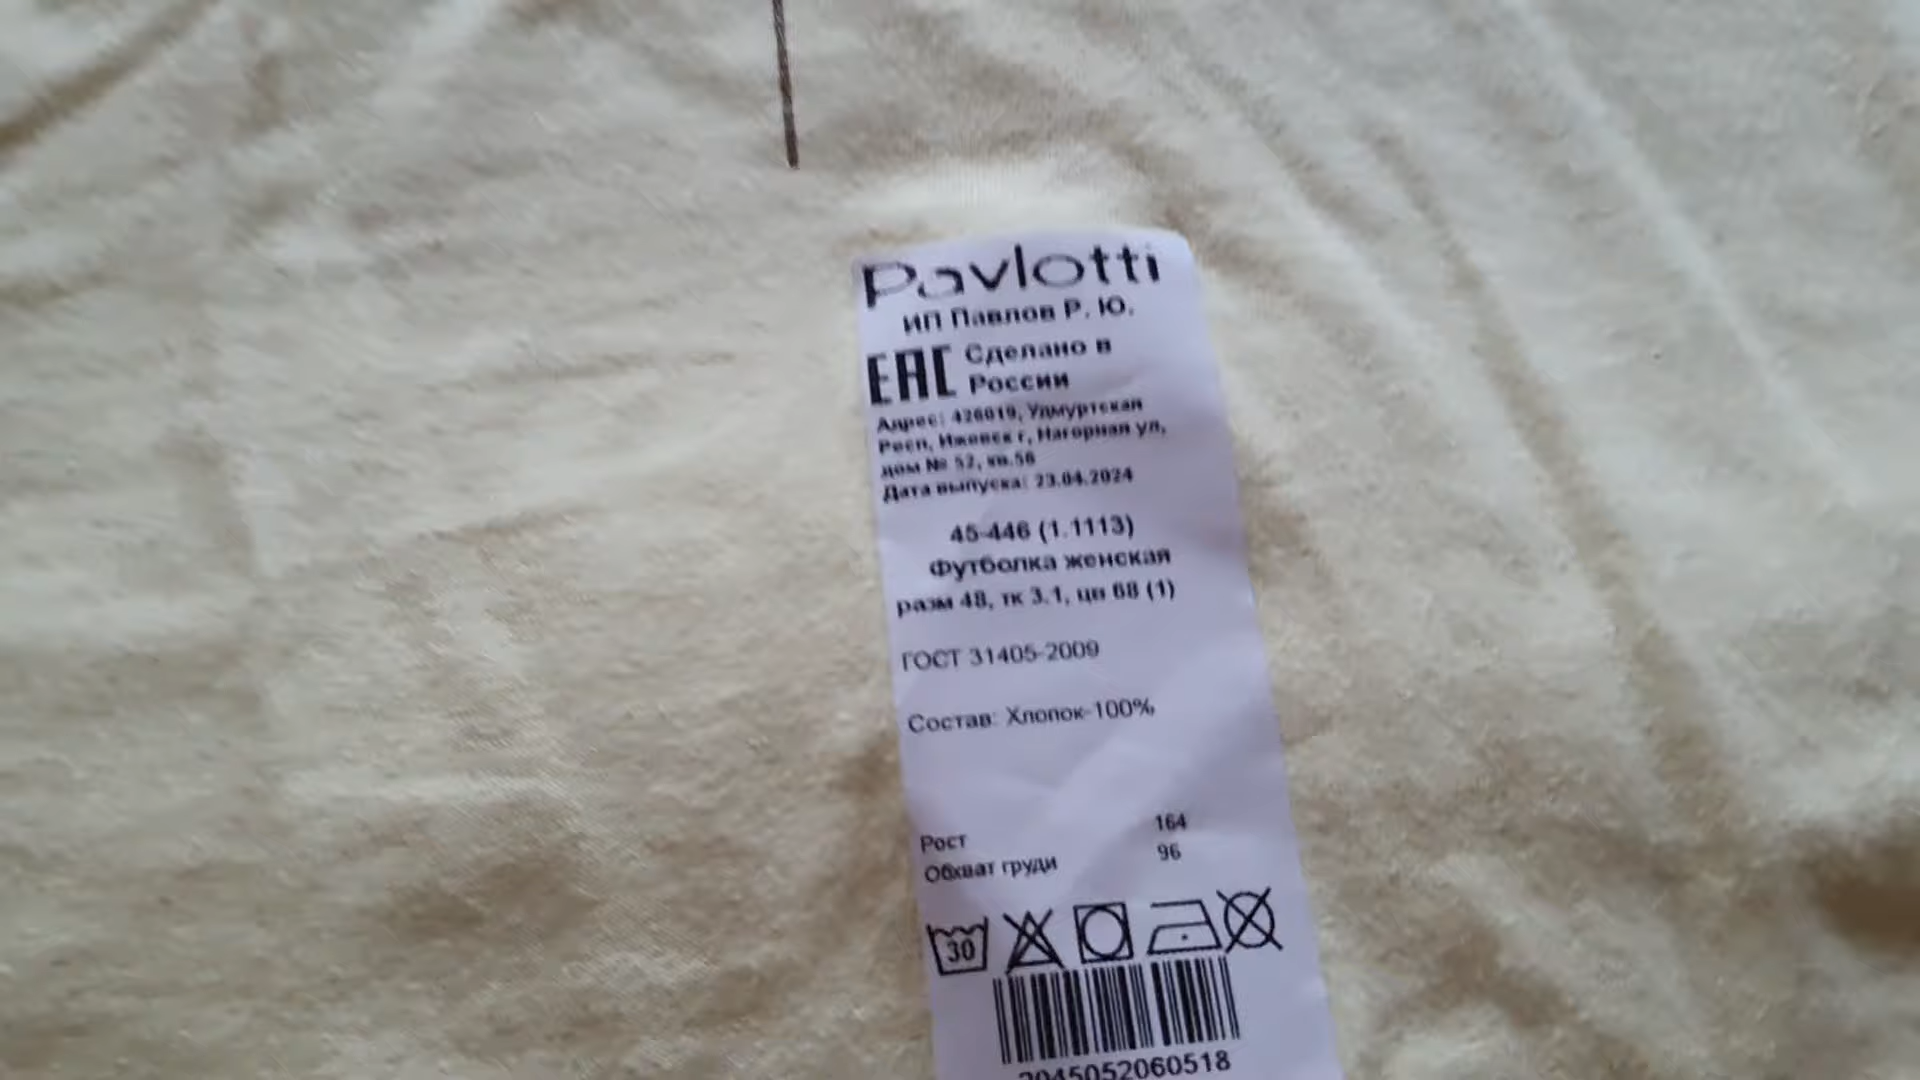 Pavlotti
ИП Павлов Р. Ю.
EAC
Сделано в
России
Адрес: 426019, Удмуртская
Респ, Ижевск г, Нагорная ул,
дом № 52, кв.56
Дата выпуска: 23.04.2024
45-446 (1.1113)
Футболка женская
разм 48, тк 3.1, цв 68 (1)
ГОСТ 31405-2009
Состав: Хлопок-100%
Рост 164
Обхват груди 96
30
2045052060518